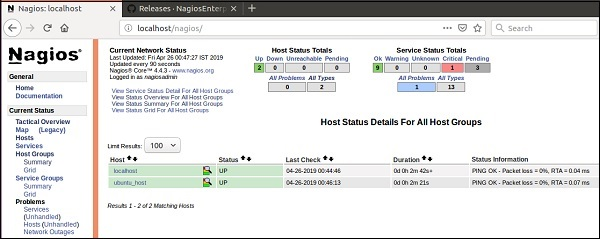 Nagios: localhost
Releases · NagiosEnterp
localhost/nagios/
Search
Nagios®
General
Home
Documentation
Current Status
Tactical Overview
Map (Legacy)
Hosts
Services
Host Groups
Summary
Grid
Service Groups
Summary
Grid
Problems
Services
(Unhandled)
Hosts (Unhandled)
Network Outages
Current Network Status
Last Updated: Fri Apr 26 00:47:27 IST 2019
Updated every 90 seconds
Nagios® Core™ 4.4.3 - www.nagios.org
Logged in as nagiosadmin
View Service Status Detail For All Host Groups
View Status Overview For All Host Groups
View Status Summary For All Host Groups
View Status Grid For All Host Groups
Host Status Totals
Up Down Unreachable Pending
2 0 0 0
All Problems All Types
0 2
Service Status Totals
Ok Warning Unknown Critical Pending
9 0 0 1 3
All Problems All Types
1 13
Host Status Details For All Host Groups
Limit Results: 100
Host Status Last Check Duration Status Information
localhost UP 04-26-2019 00:44:46 0d 0h 2m 42s+ PING OK - Packet loss = 0%, RTA = 0.04 ms
ubuntu_host UP 04-26-2019 00:46:13 0d 0h 2m 21s PING OK - Packet loss = 0%, RTA = 0.07 ms
Results 1 - 2 of 2 Matching Hosts